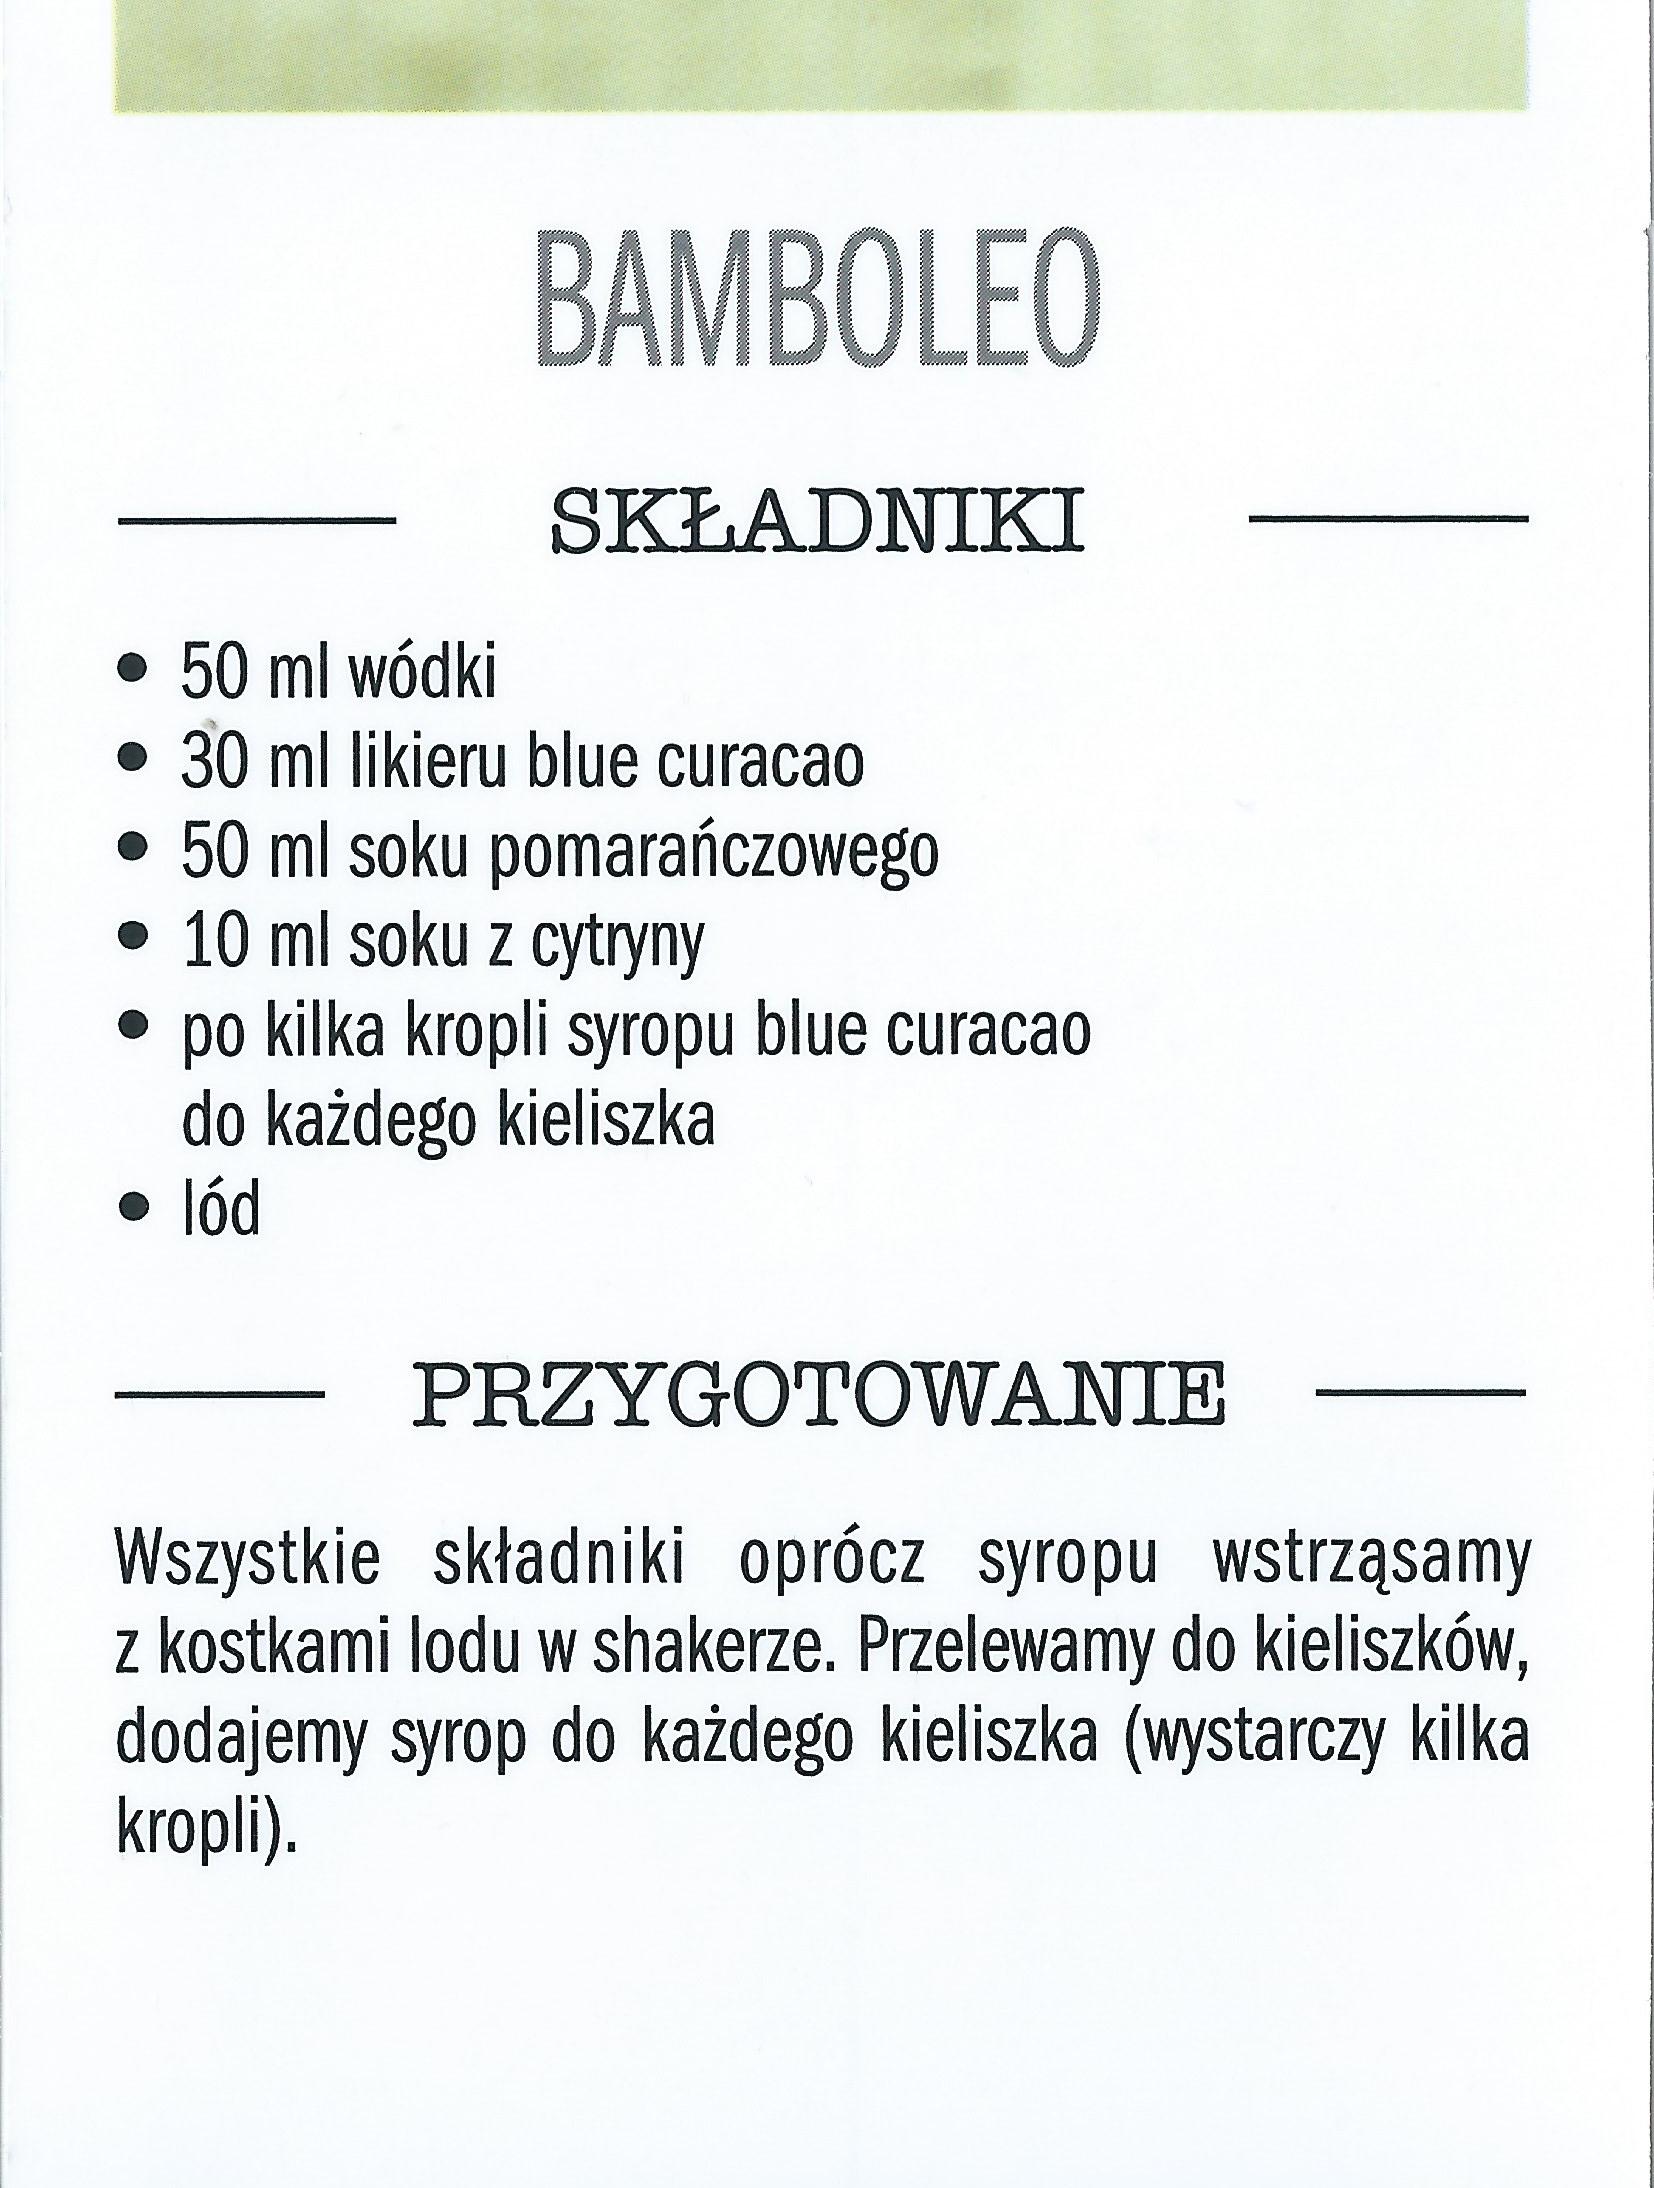 BAMBOLEO
SKŁADNIKI
• 50 ml wódki
• 30 ml likieru blue curacao
• 50 ml soku pomarańczowego
• 10 ml soku z cytryny
• po kilka kropli syropu blue curacao
do każdego kieliszka
• lód
PRZYGOTOWANIE
Wszystkie składniki oprócz syropu wstrząsamy
z kostkami lodu w shakerze. Przelewamy do kieliszków,
dodajemy syrop do każdego kieliszka (wystarczy kilka
kropli).